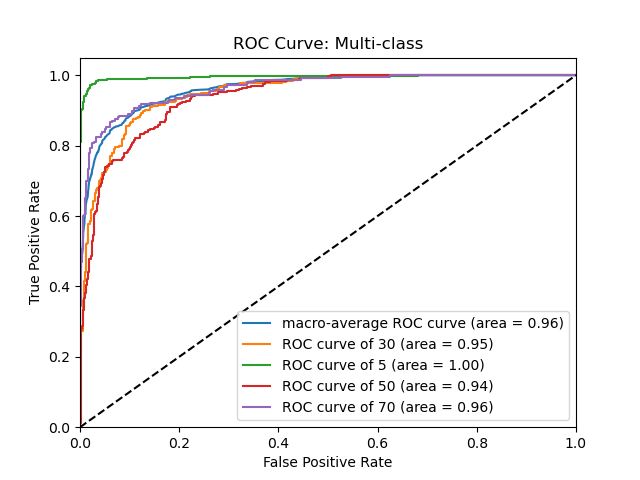 ROC Curve: Multi-class
True Positive Rate
1.0
0.8
0.6
0.4
0.2
0.0
macro-average ROC curve (area = 0.96)
ROC curve of 30 (area = 0.95)
ROC curve of 5 (area = 1.00)
ROC curve of 50 (area = 0.94)
ROC curve of 70 (area = 0.96)
0.0 0.2 0.4 0.6 0.8 1.0
False Positive Rate